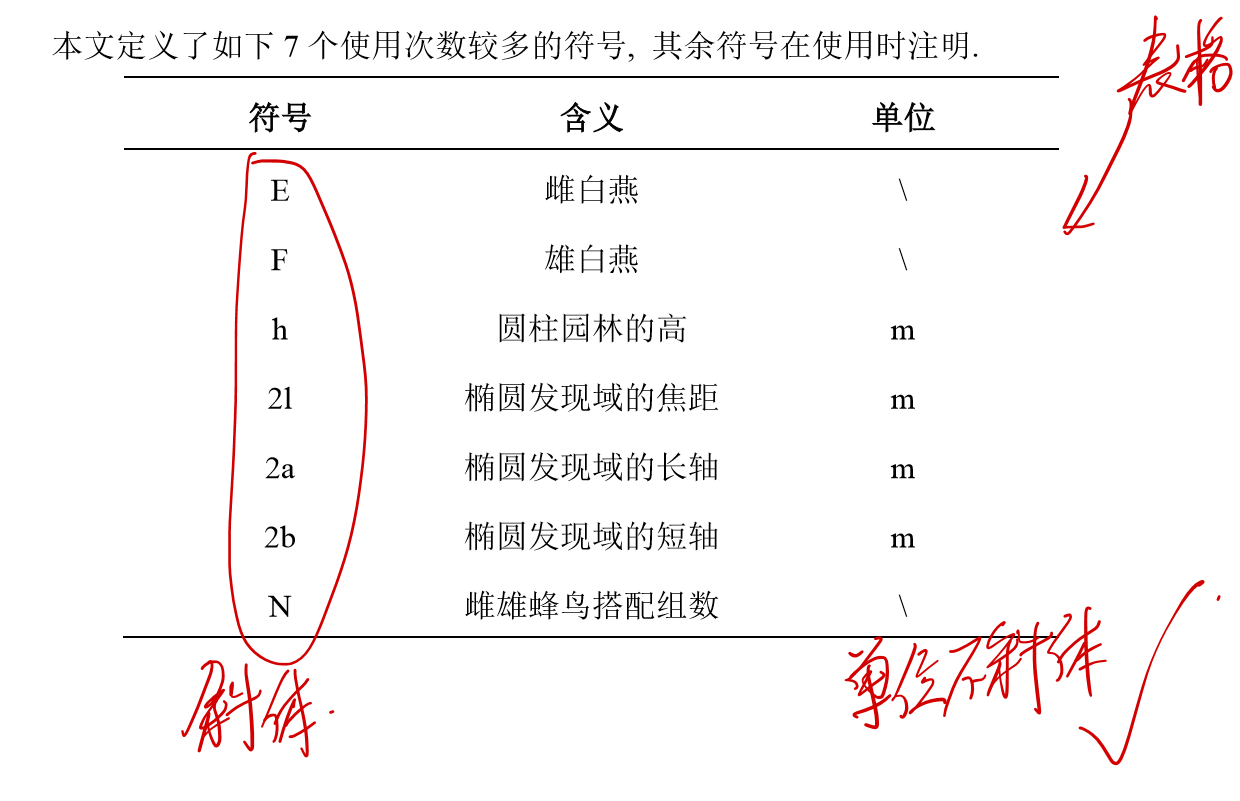 本文定义了如下 7 个使用次数较多的符号, 其余符号在使用时注明.
表格
符号 含义 单位
E 雌白燕 \
F 雄白燕 \
h 圆柱园林的高 m
2l 椭圆发现域的焦距 m
2a 椭圆发现域的长轴 m
2b 椭圆发现域的短轴 m
N 雌雄蜂鸟搭配组数 \
斜体.
单位不斜体